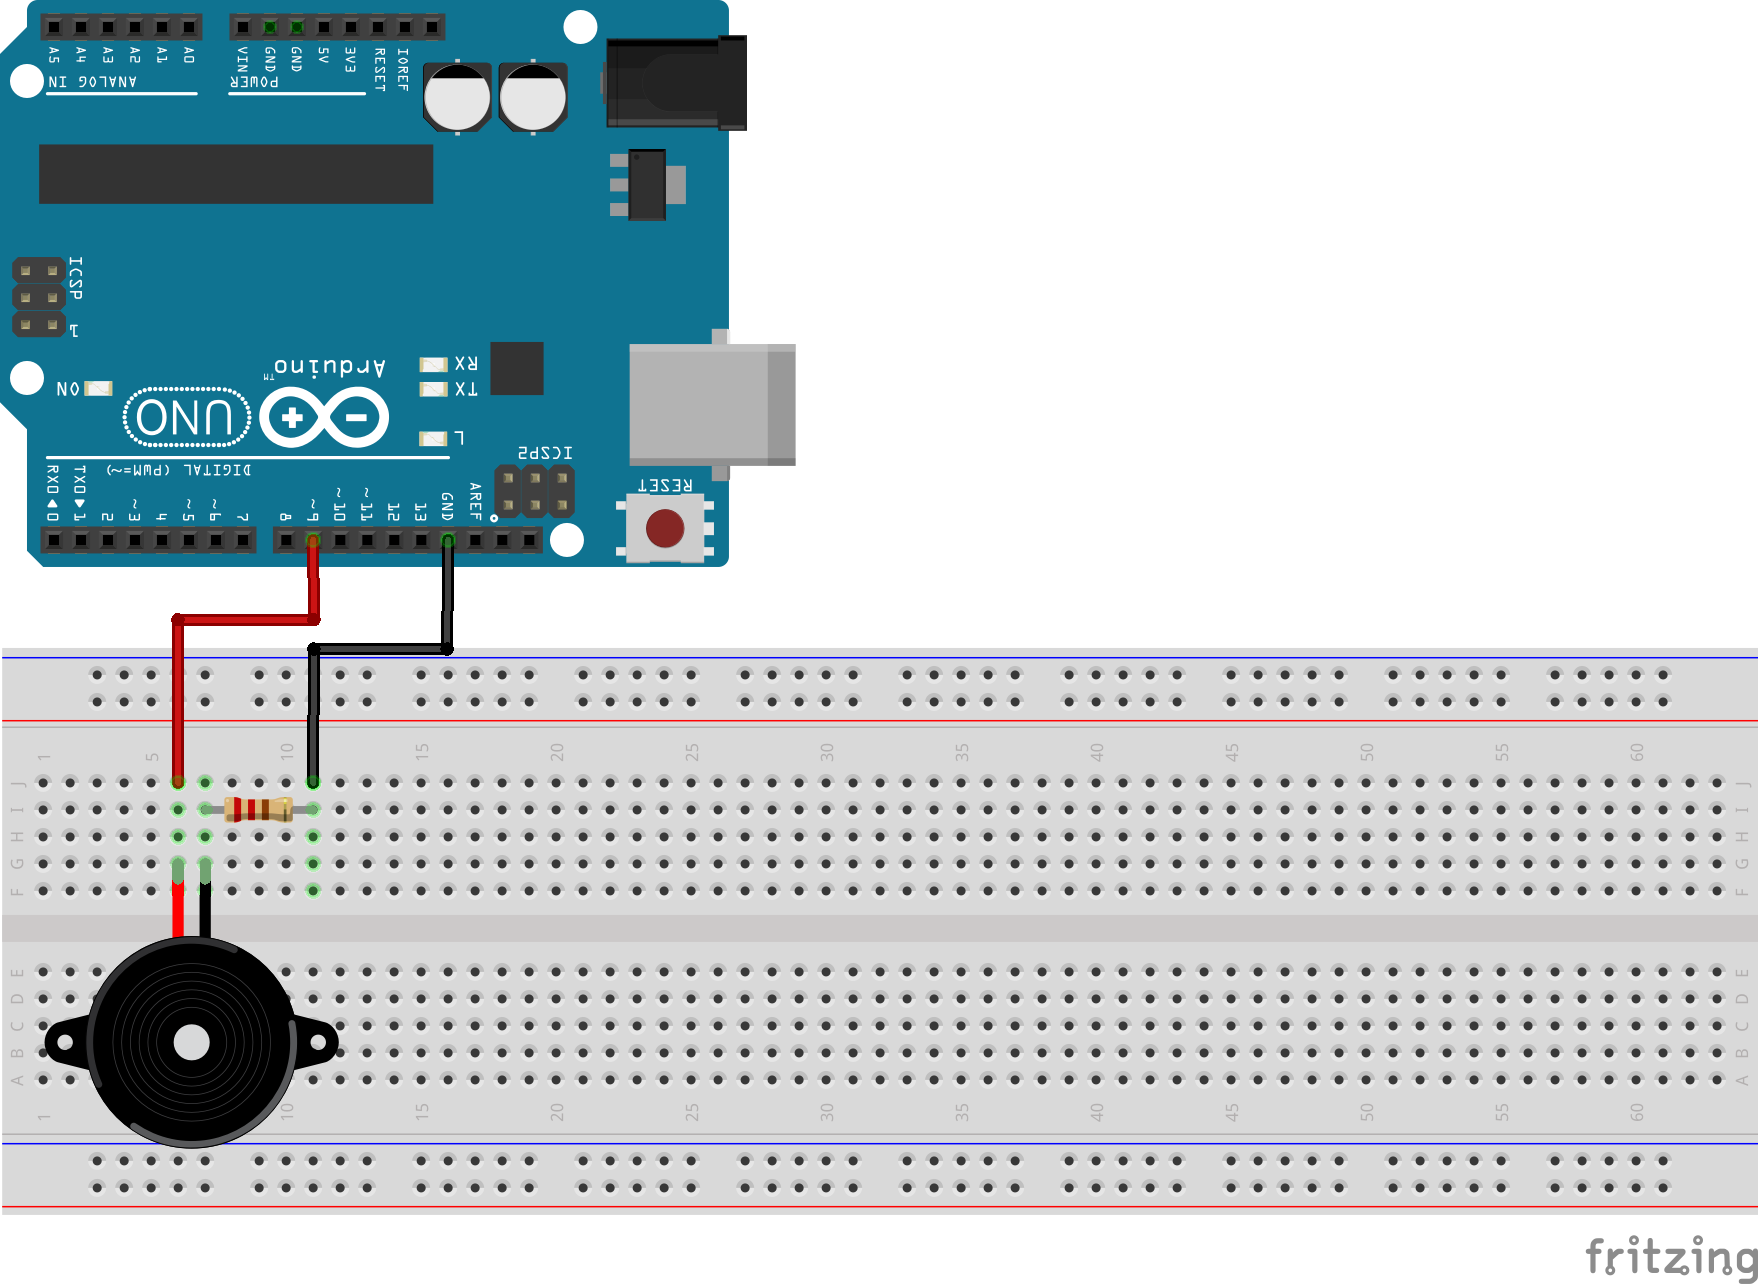 A5 A4 A3 A2 A1 A0
VIN GND GND 5V 3V3 RESET IOREF
ANALOG IN
POWER
ICSP
1
Arduino™
RX
TX
ON
UNO
L
DIGITAL (PWM=~)
ICSP2
RESET
RX0◄0 TX0►1 2 ~3 4 ~5 ~6 7 8 ~9 ~10 ~11 12 13 GND AREF
1 5 10 15 20 25 30 35 40 45 50 55 60
J J
I I
H H
G G
F F
E E
D D
C C
B B
A A
1 10 15 20 25 30 35 40 45 50 55 60
fritzing